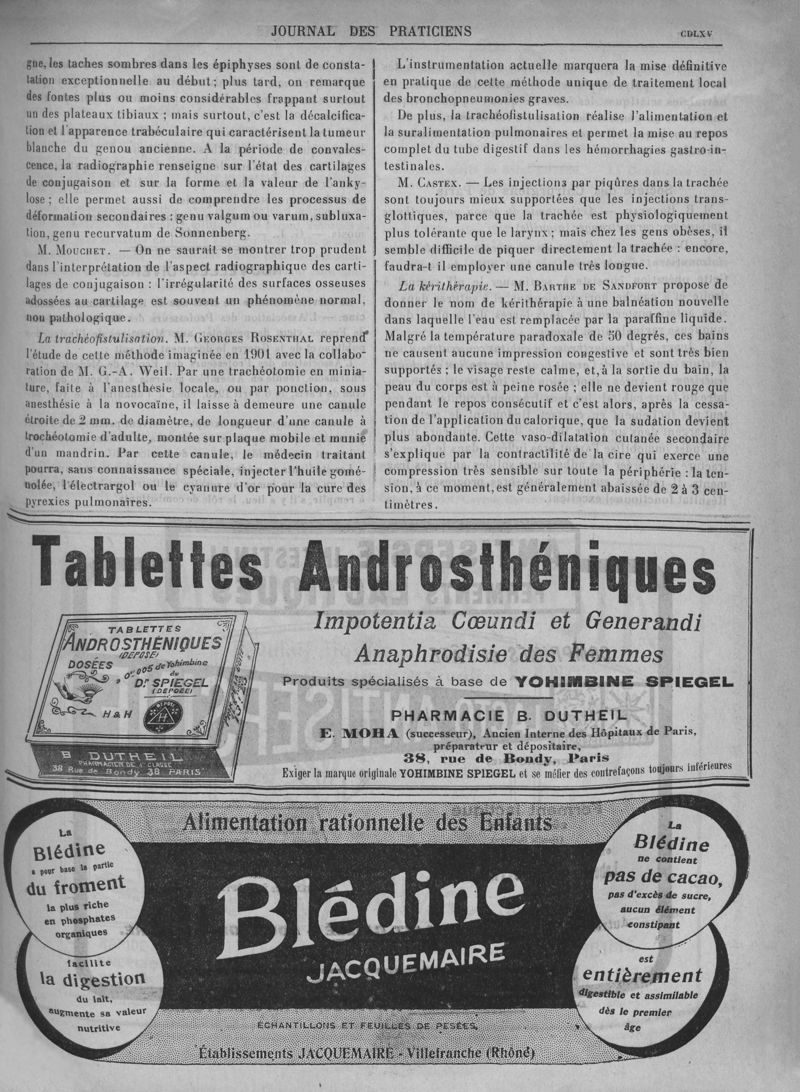 JOURNAL DES PRATICIENS
CDLXV
gne, les taches sombres dans les épiphyses sont de consta-
tation exceptionnelle au début ; plus tard, on remarque
des fontes plus ou moins considérables frappant surtout
un des plateaux tibiaux ; mais surtout, c'est la décalcifica-
tion et l'apparence trabéculaire qui caractérisent la tumeur
blanche du genou ancienne. A la période de convales-
cence, la radiographie renseigne sur l'état des cartilages
de conjugaison et sur la forme et la valeur de l'anky-
lose ; elle permet aussi de comprendre les processus de
déformation secondaires : genu valgum ou varum, subluxa-
tion, genu recurvatum de Sonnenberg.
M. MOUCHET. — On ne saurait se montrer trop prudent
dans l'interprétation de l'aspect radiographique des carti-
lages de conjugaison : l'irrégularité des surfaces osseuses
adossées au cartilage est souvent un phénomène normal,
non pathologique.
La trachéofistulisation. M. GEORGES ROSENTHAL reprend
l'étude de cette méthode imaginée en 1901 avec la collabo-
ration de M. G.-A. Weil. Par une trachéotomie en minia-
ture, faite à l'anesthésie locale, ou par ponction, sous
anesthésie à la novocaïne, il laisse à demeure une canule
étroite de 2 mm. de diamètre, de longueur d'une canule à
trochéotomie d'adulte, montée sur plaque mobile et munie
d'un mandrin. Par cette canule, le médecin traitant
pourra, sans connaissance spéciale, injecter l'huile gomé-
nolée, l'électrargol ou le cyanure d'or pour la cure des
pyrexies pulmonaires.
L'instrumentation actuelle marquera la mise définitive
en pratique de cette méthode unique de traitement local
des bronchopneumonies graves.
De plus, la trachéofistulisation réalise l'alimentation et
la suralimentation pulmonaires et permet la mise au repos
complet du tube digestif dans les hémorrhagies gastro-in-
testinales.
M. CASTEX. — Les injections par piqûres dans la trachée
sont toujours mieux supportées que les injections trans-
glottiques, parce que la trachée est physiologiquement
plus tolérante que le larynx ; mais chez les gens obèses, il
semble difficile de piquer directement la trachée : encore,
faudra-t il employer une canule très longue.
La kérithérapie. — M. BARTHE DE SANDFORT propose de
donner le nom de kérithérapie à une balnéation nouvelle
dans laquelle l'eau est remplacée par la paraffine liquide.
Malgré la température paradoxale de 50 degrés, ces bains
ne causent aucune impression congestive et sont très bien
supportés ; le visage reste calme, et, à la sortie du bain, la
peau du corps est à peine rosée ; elle ne devient rouge que
pendant le repos consécutif et c'est alors, après la cessa-
tion de l'application du calorique, que la sudation devient
plus abondante. Cette vaso-dilatation cutanée secondaire
s'explique par la contractilité de la cire qui exerce une
compression très sensible sur toute la périphérie : la ten-
sion, à ce moment, est généralement abaissée de 2 à 3 cen-
timètres.
Tablettes Androsthéniques
TABLETTES
ANDROSTHÉNIQUES
(DÉPOSÉ)
DOSÉES à 0gr 005 de Yohimbine
du
Dr SPIEGEL
(DÉPOSÉE)
H & H
B DUTHEIL
PHARMACIEN DE 1re CLASSE
38 Rue de Bondy 38 PARIS
Impotentia Cœundi et Generandi
Anaphrodisie des Femmes
Produits spécialisés à base de YOHIMBINE SPIEGEL
PHARMACIE B. DUTHEIL
E. MOHA (successeur), Ancien Interne des Hôpitaux de Paris,
préparateur et dépositaire,
38, rue de Bondy, Paris
Exiger la marque originale YOHIMBINE SPIEGEL et se méfier des contrefaçons toujours inférieures
Alimentation rationnelle des Enfants
La
Blédine
a pour base la partie
du froment
la plus riche
en phosphates
organiques
facilite
la digestion
du lait,
augmente sa valeur
nutritive
Blédine
JACQUEMAIRE
La
Blédine
ne contient
pas de cacao,
pas d'excès de sucre,
aucun élément
constipant
est
entièrement
digestible et assimilable
dès le premier
âge
ÉCHANTILLONS ET FEUILLES DE PESÉES,
Établissements JACQUEMAIRE - Villefranche (Rhône)